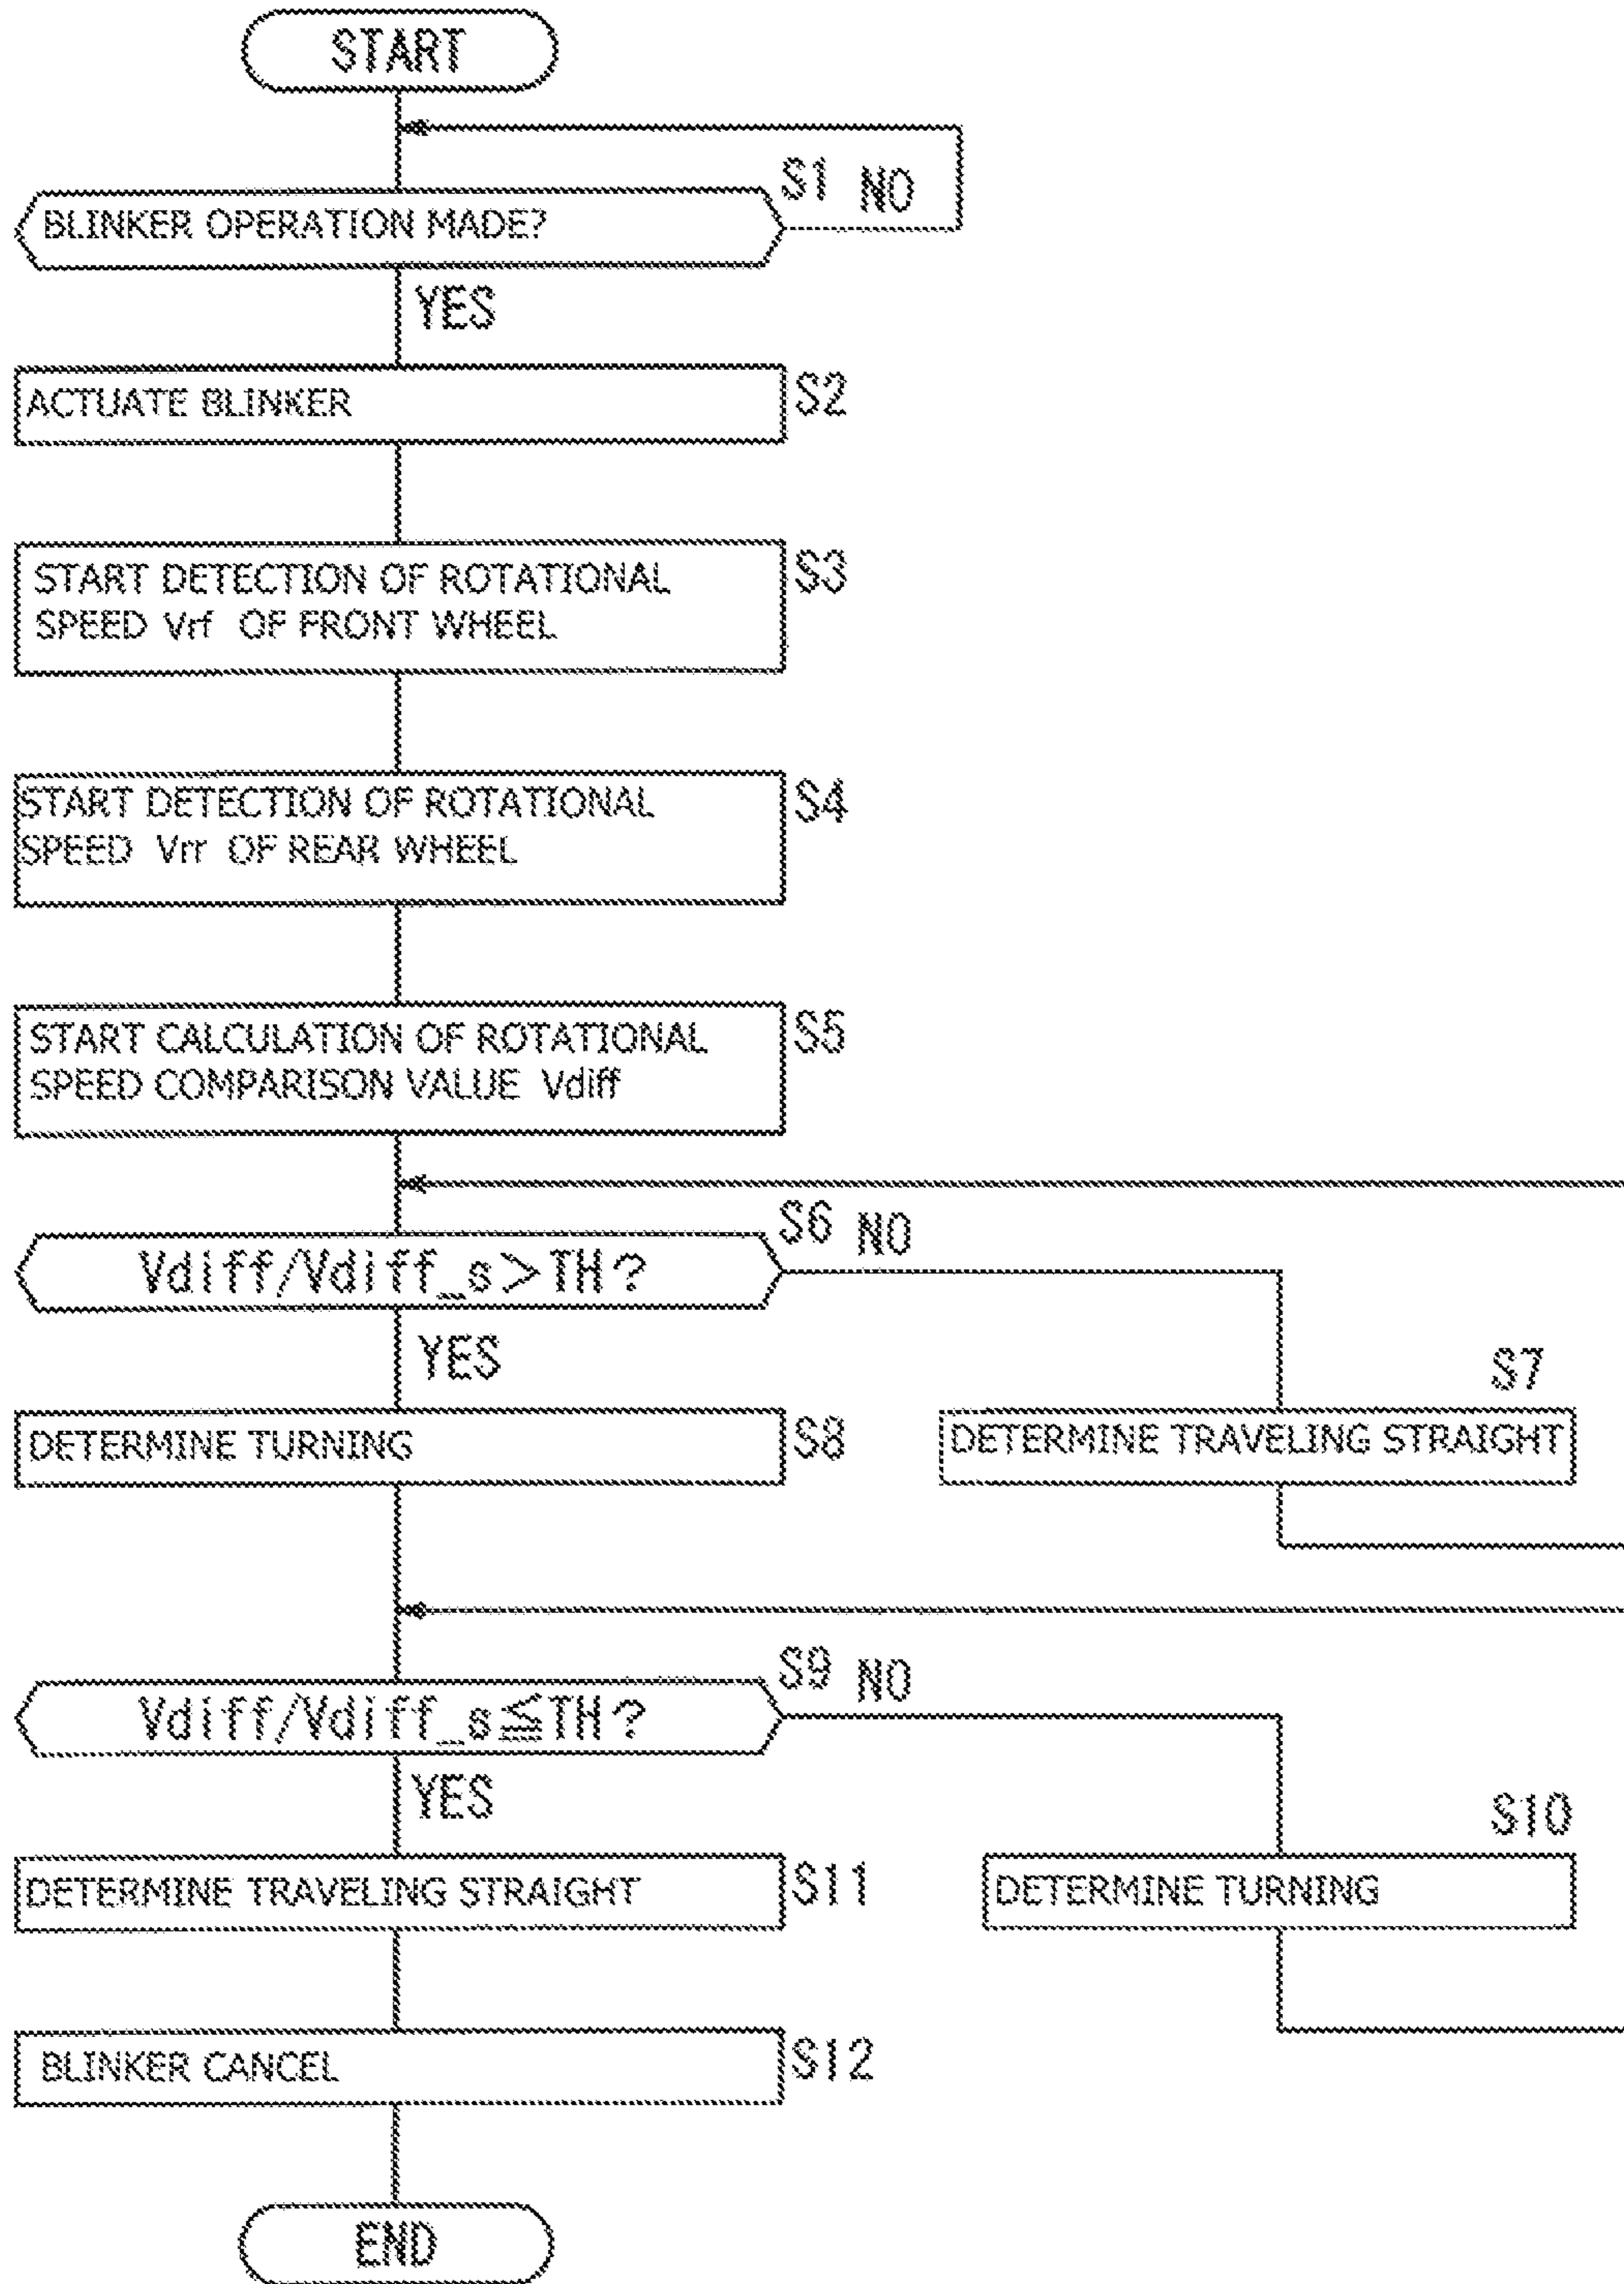 START
S1 NO
BLINKER OPERATION MADE?
YES
ACTUATE BLINKER
S2
START DETECTION OF ROTATIONAL
SPEED Vrf OF FRONT WHEEL
S3
START DETECTION OF ROTATIONAL
SPEED Vrr OF REAR WHEEL
S4
START CALCULATION OF ROTATIONAL
SPEED COMPARISON VALUE Vdiff
S5
S6 NO
Vdiff/Vdiff_s>TH?
YES
S7
DETERMINE TURNING
S8
DETERMINE TRAVELING STRAIGHT
S9 NO
Vdiff/Vdiff_s≦TH?
YES
S10
DETERMINE TRAVELING STRAIGHT
S11
DETERMINE TURNING
BLINKER CANCEL
S12
END